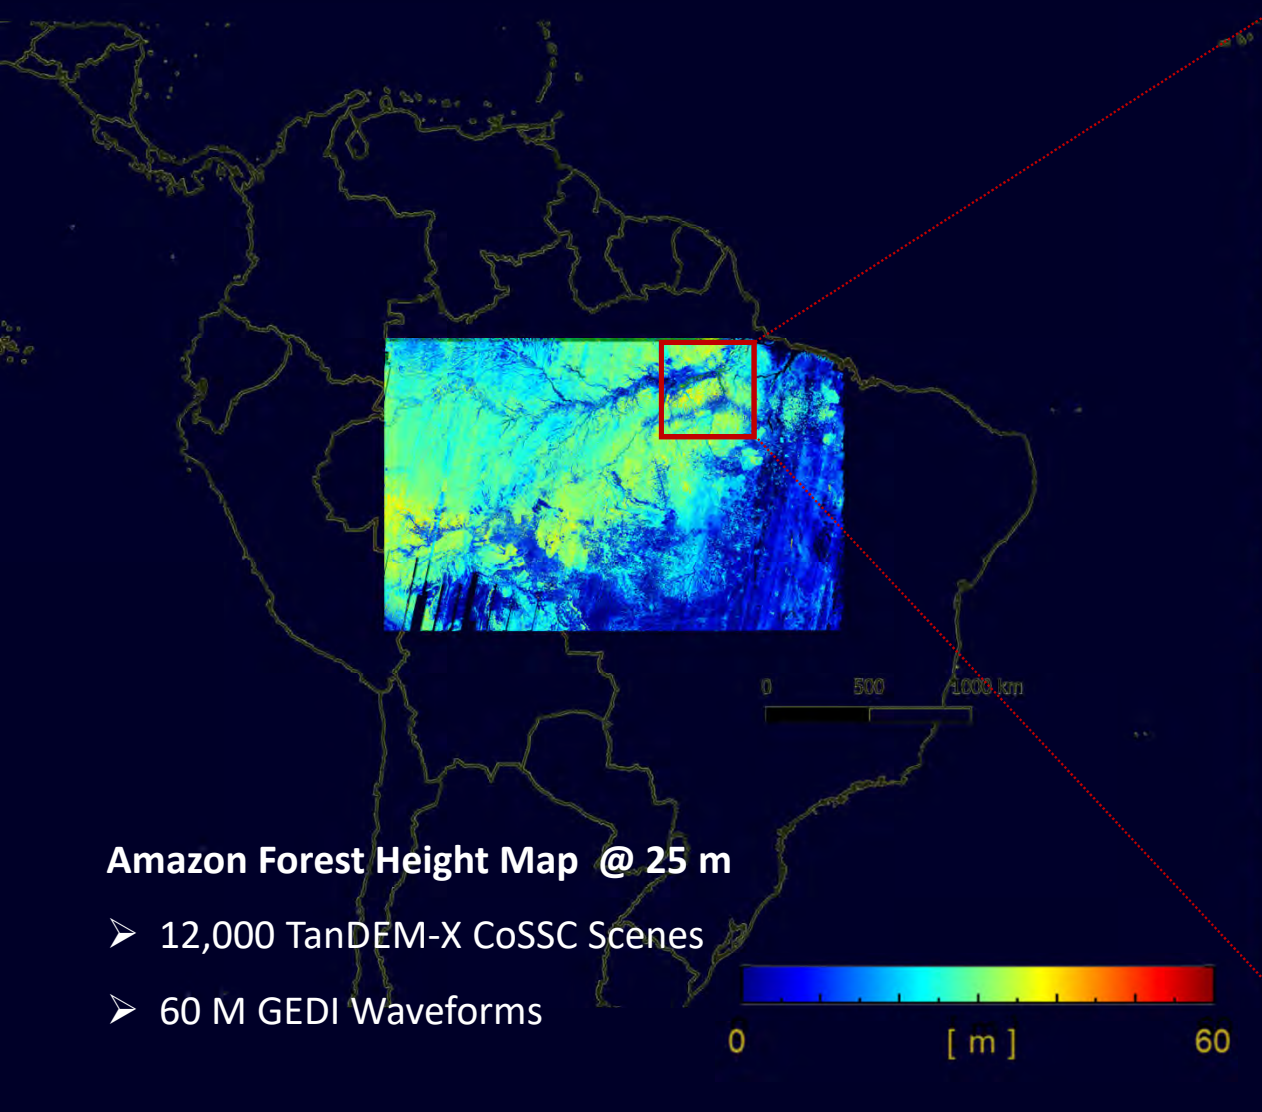 0 500 1000 km
Amazon Forest Height Map @ 25 m
➢ 12,000 TanDEM-X CoSSC Scenes
➢ 60 M GEDI Waveforms
0 [ m ] 60